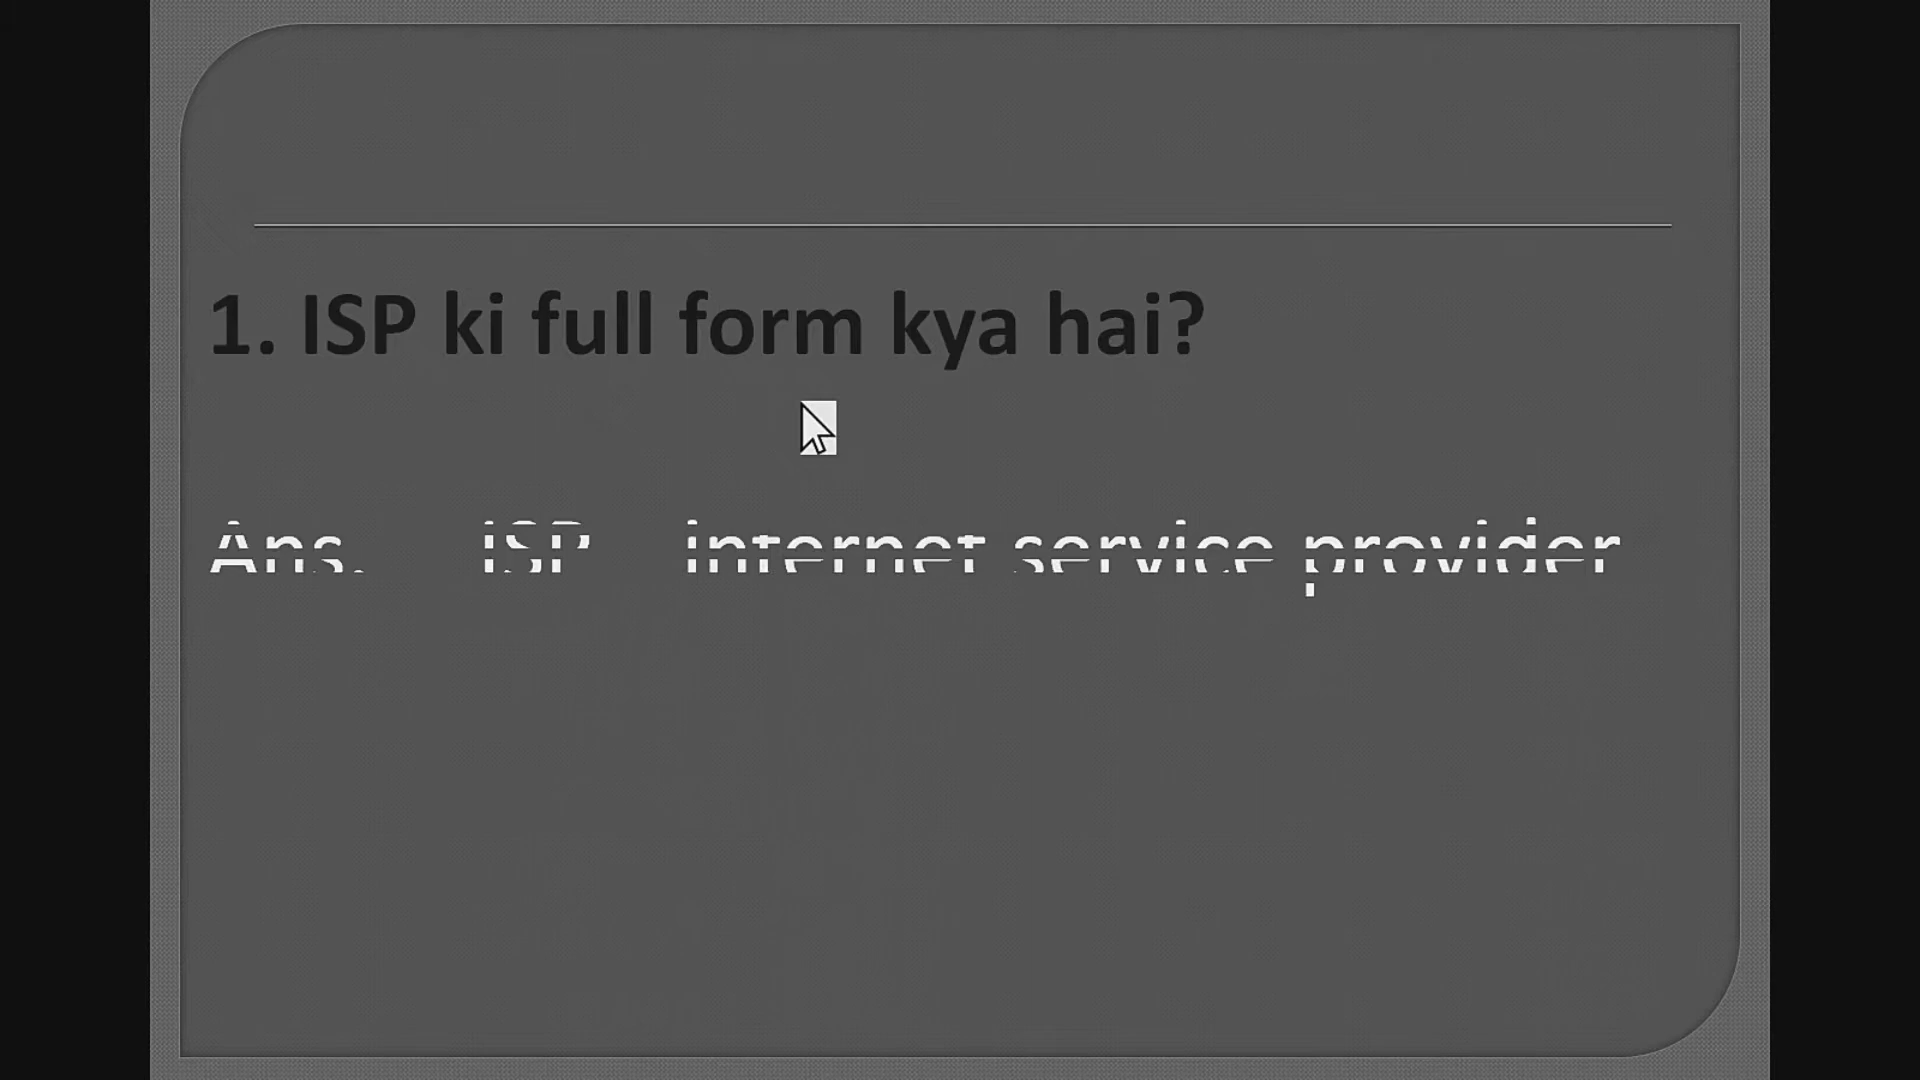 1. ISP ki full form kya hai?
Ans. ISP internet service provider